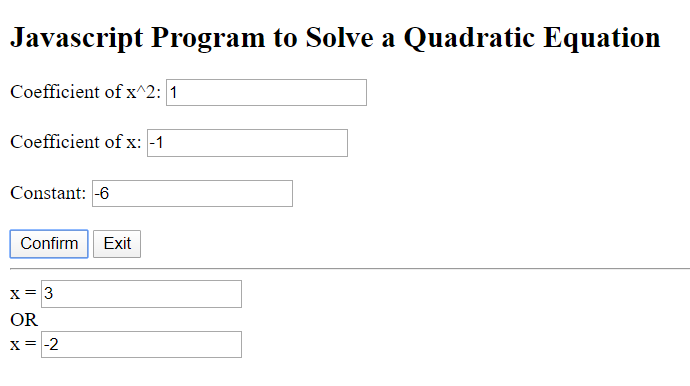 Javascript Program to Solve a Quadratic Equation
Coefficient of x^2: 1
Coefficient of x: -1
Constant: -6
Confirm Exit
x = 3
OR
x = -2